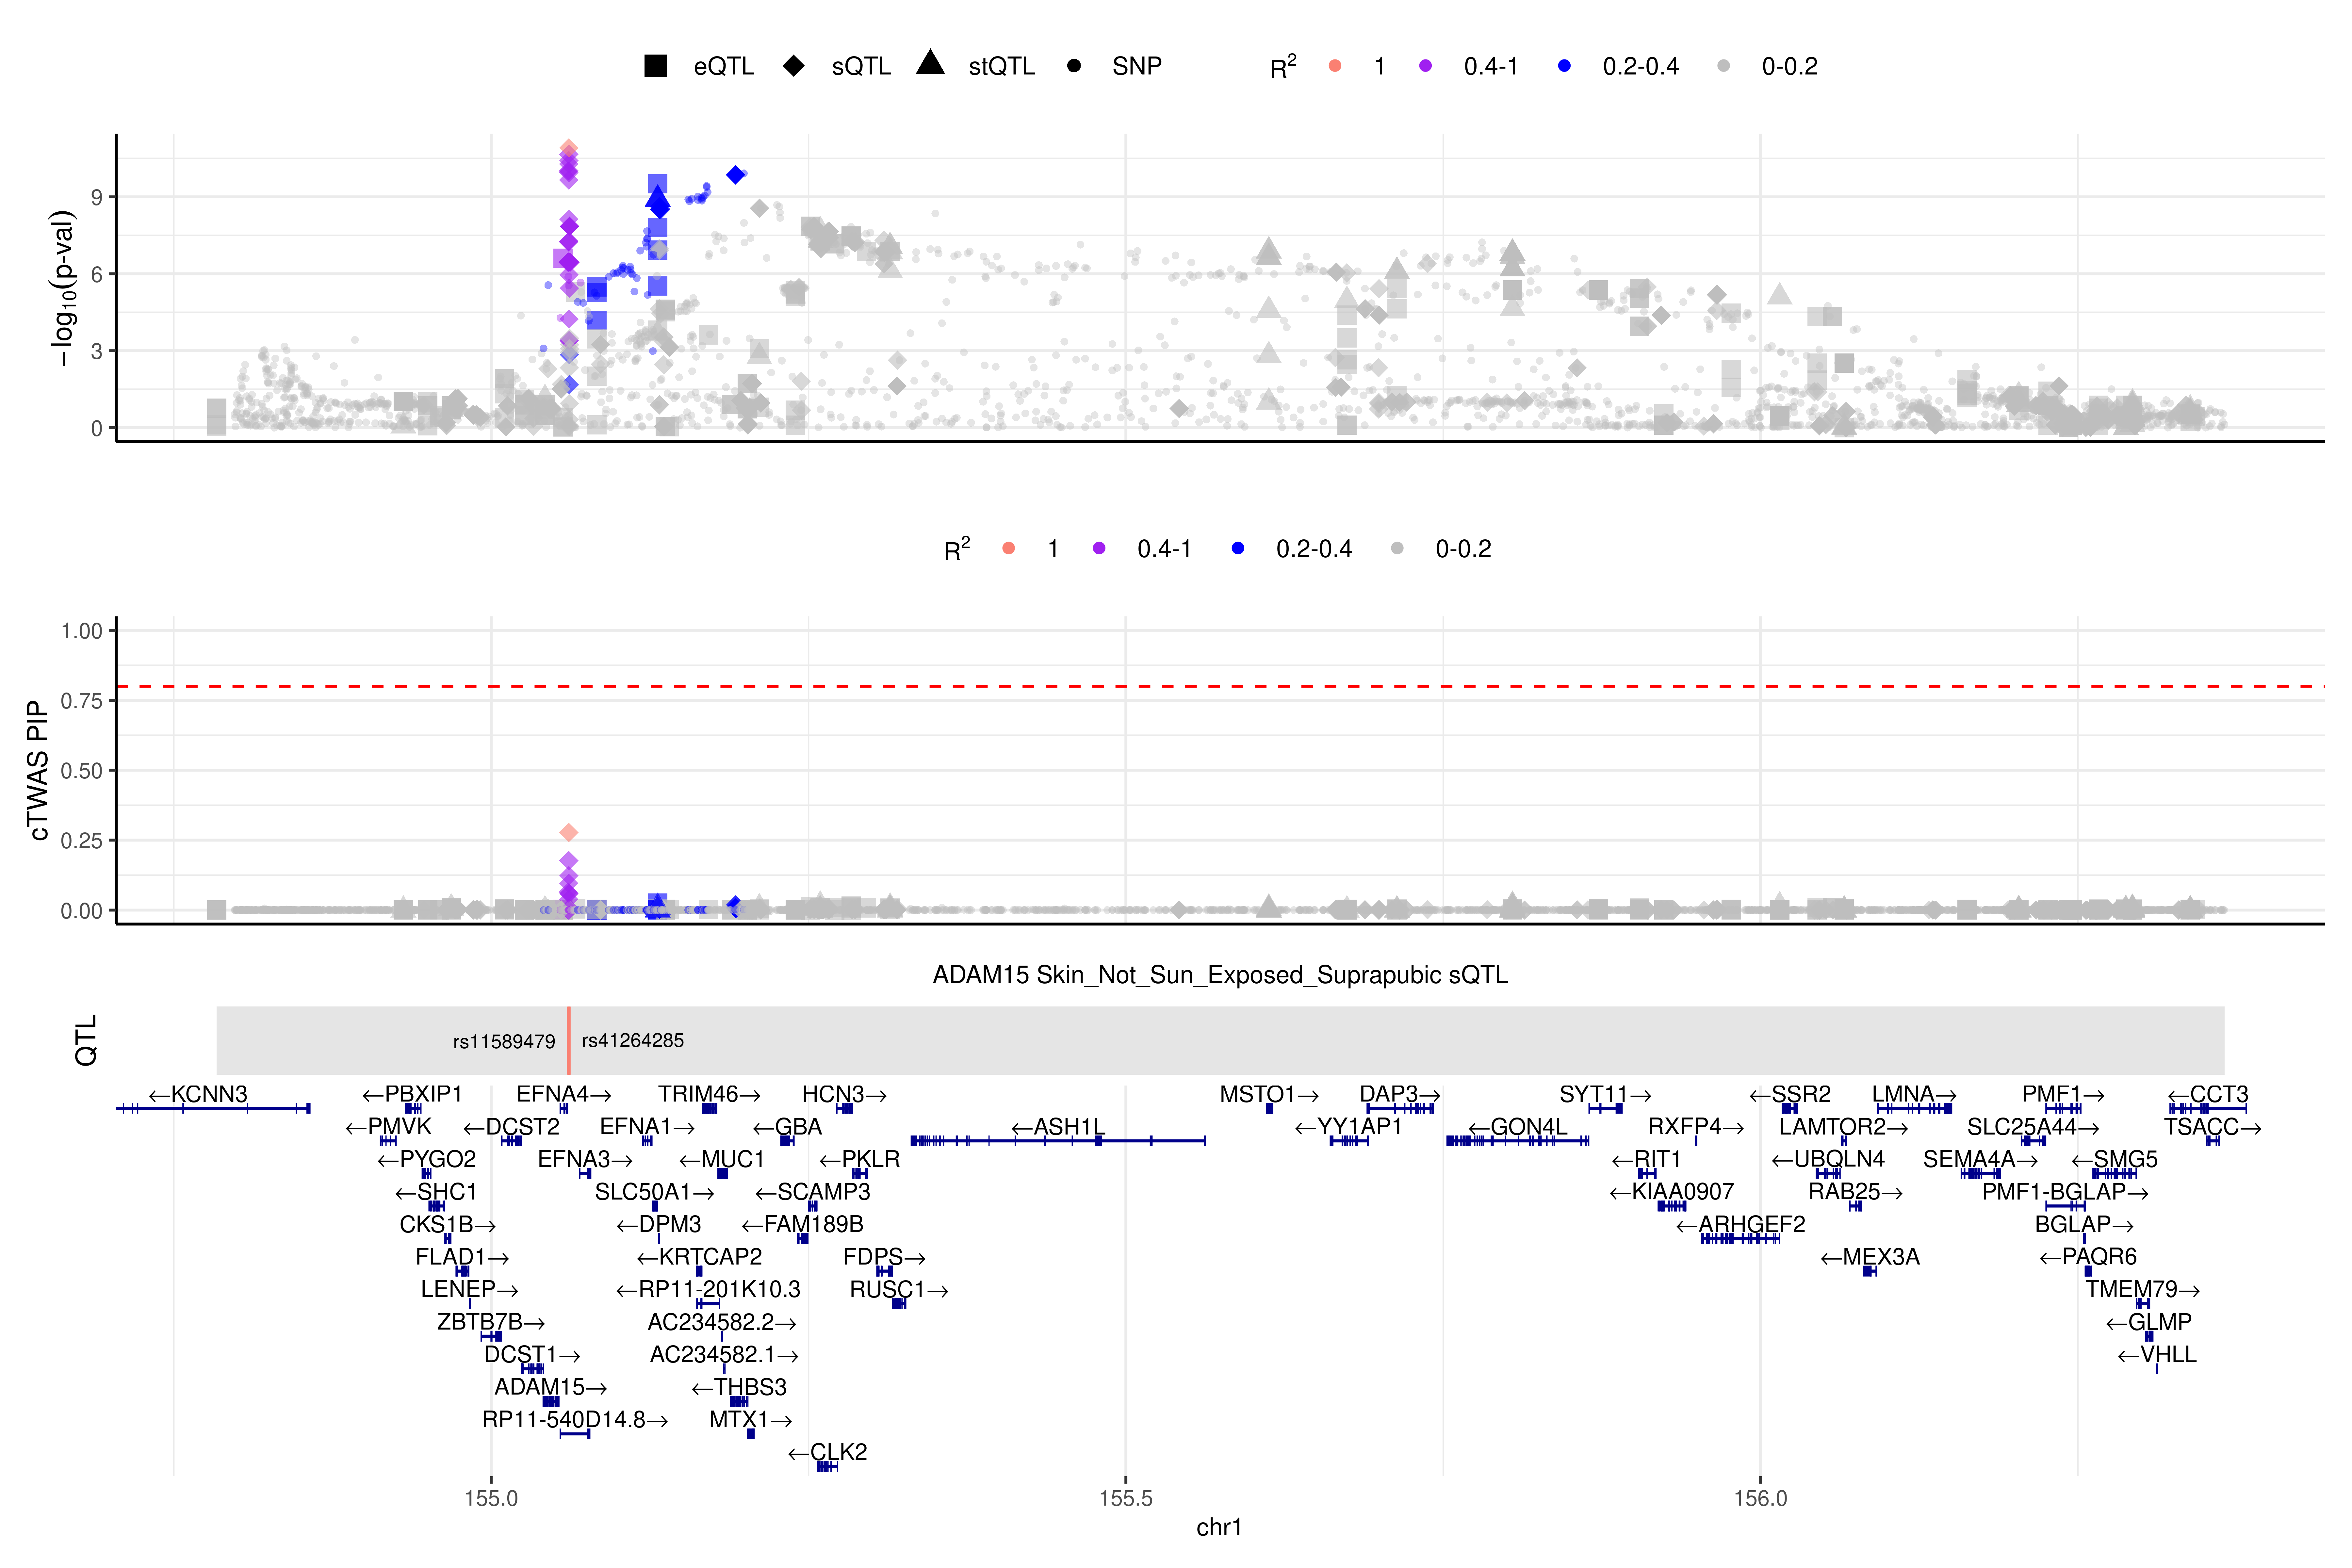 eQTL sQTL stQTL SNP R² 1 0.4-1 0.2-0.4 0-0.2
−log₁₀(p-val)
9
6
3
0
R² 1 0.4-1 0.2-0.4 0-0.2
cTWAS PIP
1.00
0.75
0.50
0.25
0.00
ADAM15 Skin_Not_Sun_Exposed_Suprapubic sQTL
QTL
rs11589479 rs41264285
←KCNN3 ←PBXIP1 EFNA4→ TRIM46→ HCN3→ MSTO1→ DAP3→ SYT11→ ←SSR2 LMNA→ PMF1→ ←CCT3
←PMVK ←DCST2 EFNA1→ ←GBA ←ASH1L ←YY1AP1 ←GON4L RXFP4→ LAMTOR2→ SLC25A44→ TSACC→
←PYGO2 EFNA3→ ←MUC1 ←PKLR ←RIT1 ←UBQLN4 SEMA4A→ ←SMG5
←SHC1 SLC50A1→ ←SCAMP3 ←KIAA0907 RAB25→ PMF1-BGLAP→
CKS1B→ ←DPM3 ←FAM189B ←ARHGEF2 BGLAP→
FLAD1→ ←KRTCAP2 FDPS→ ←MEX3A ←PAQR6
LENEP→ ←RP11-201K10.3 RUSC1→ TMEM79→
ZBTB7B→ AC234582.2→ ←GLMP
DCST1→ AC234582.1→ ←VHLL
ADAM15→ ←THBS3
RP11-540D14.8→ MTX1→
←CLK2
155.0 155.5 156.0
chr1